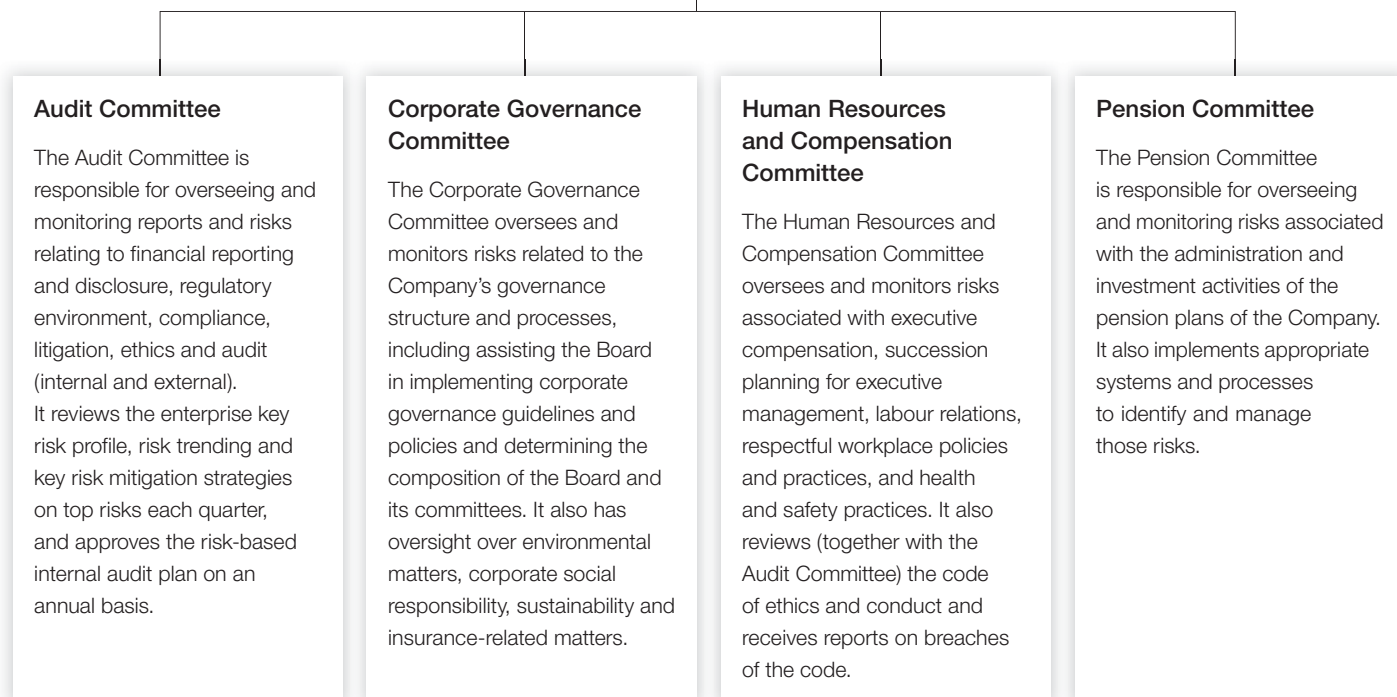 Audit Committee
The Audit Committee is
responsible for overseeing and
monitoring reports and risks
relating to financial reporting
and disclosure, regulatory
environment, compliance,
litigation, ethics and audit
(internal and external).
It reviews the enterprise key
risk profile, risk trending and
key risk mitigation strategies
on top risks each quarter,
and approves the risk-based
internal audit plan on an
annual basis.
Corporate Governance
Committee
The Corporate Governance
Committee oversees and
monitors risks related to the
Company’s governance
structure and processes,
including assisting the Board
in implementing corporate
governance guidelines and
policies and determining the
composition of the Board and
its committees. It also has
oversight over environmental
matters, corporate social
responsibility, sustainability and
insurance-related matters.
Human Resources
and Compensation
Committee
The Human Resources and
Compensation Committee
oversees and monitors risks
associated with executive
compensation, succession
planning for executive
management, labour relations,
respectful workplace policies
and practices, and health
and safety practices. It also
reviews (together with the
Audit Committee) the code
of ethics and conduct and
receives reports on breaches
of the code.
Pension Committee
The Pension Committee
is responsible for overseeing
and monitoring risks associated
with the administration and
investment activities of the
pension plans of the Company.
It also implements appropriate
systems and processes
to identify and manage
those risks.